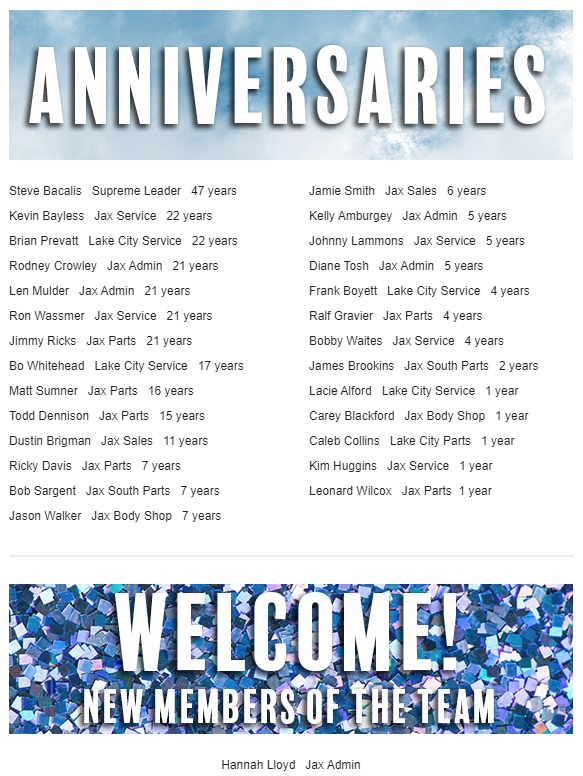 ANNIVERSARIES
Steve Bacalis Supreme Leader 47 years
Kevin Bayless Jax Service 22 years
Brian Prevatt Lake City Service 22 years
Rodney Crowley Jax Admin 21 years
Len Mulder Jax Admin 21 years
Ron Wassmer Jax Service 21 years
Jimmy Ricks Jax Parts 21 years
Bo Whitehead Lake City Service 17 years
Matt Sumner Jax Parts 16 years
Todd Dennison Jax Parts 15 years
Dustin Brigman Jax Sales 11 years
Ricky Davis Jax Parts 7 years
Bob Sargent Jax South Parts 7 years
Jason Walker Jax Body Shop 7 years
Jamie Smith Jax Sales 6 years
Kelly Amburgey Jax Admin 5 years
Johnny Lammons Jax Service 5 years
Diane Tosh Jax Admin 5 years
Frank Boyett Lake City Service 4 years
Ralf Gravier Jax Parts 4 years
Bobby Waites Jax Service 4 years
James Brookins Jax South Parts 2 years
Lacie Alford Lake City Service 1 year
Carey Blackford Jax Body Shop 1 year
Caleb Collins Lake City Parts 1 year
Kim Huggins Jax Service 1 year
Leonard Wilcox Jax Parts 1 year
WELCOME!
NEW MEMBERS OF THE TEAM
Hannah Lloyd Jax Admin